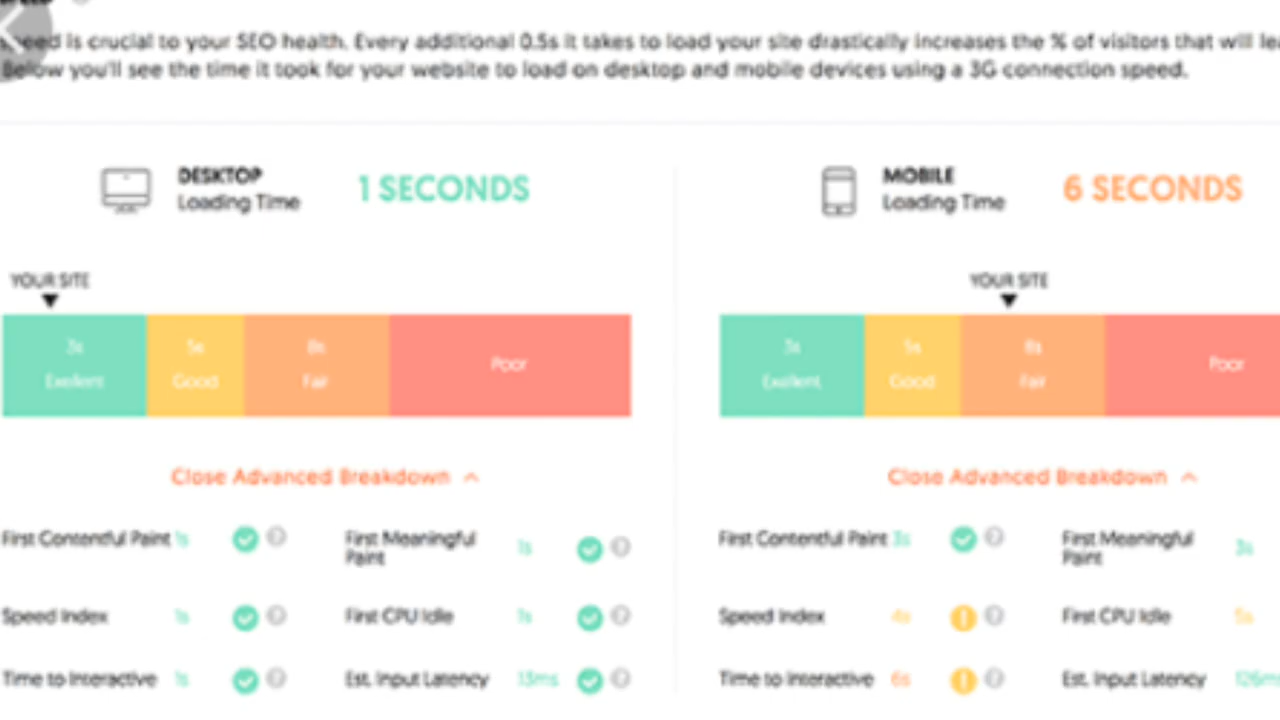 speed is crucial to your SEO health. Every additional 0.5s it takes to load your site drastically increases the % of visitors that will
Below you'll see the time it took for your website to load on desktop and mobile devices using a 3G connection speed.
DESKTOP
Loading Time
1 SECONDS
YOUR SITE
3s
Exellent
5s
Good
8s
Fair
Poor
Close Advanced Breakdown
First Contentful Paint 1s
First Meaningful
Paint
1s
Speed Index 1s
First CPU Idle 1s
Time to Interactive 1s
Est. Input Latency 13ms
MOBILE
Loading Time
6 SECONDS
YOUR SITE
3s
Exellent
5s
Good
8s
Fair
Poor
Close Advanced Breakdown
First Contentful Paint 3s
First Meaningful
Paint
3s
Speed Index 4s
First CPU Idle 5s
Time to Interactive 6s
Est. Input Latency 126ms